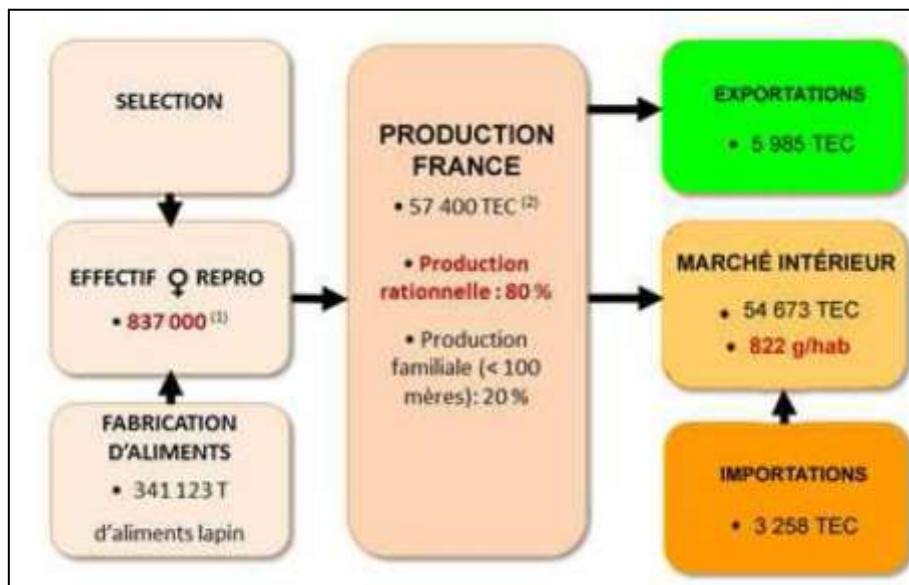 SELECTION
EFFECTIF ♀ REPRO
• 837 000 (1)
FABRICATION
D'ALIMENTS
• 341 123 T
d'aliments lapin
PRODUCTION
FRANCE
• 57 400 TEC (2)
• Production
rationnelle : 80 %
• Production
familiale (< 100
mères): 20 %
EXPORTATIONS
• 5 985 TEC
MARCHÉ INTÉRIEUR
• 54 673 TEC
• 822 g/hab
IMPORTATIONS
• 3 258 TEC